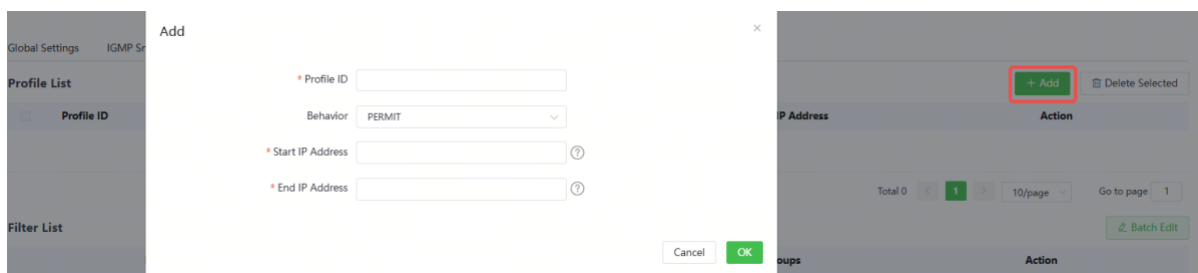 Add
×
Global Settings IGMP Sr
Profile List
+ Add Delete Selected
Profile ID IP Address Action
* Profile ID
Behavior PERMIT
* Start IP Address ?
* End IP Address ?
Total 0 < 1 > 10/page Go to page 1
Filter List
Batch Edit
Cancel OK
oups Action